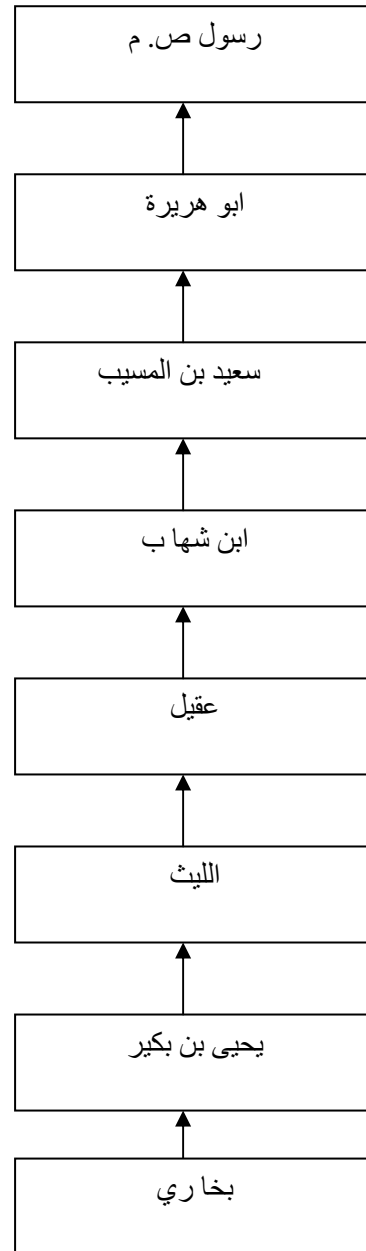 رسول ص. م
ابو هريرة
سعيد بن المسيب
ابن شها ب
عقيل
الليث
يحيى بن بكير
بخا ري